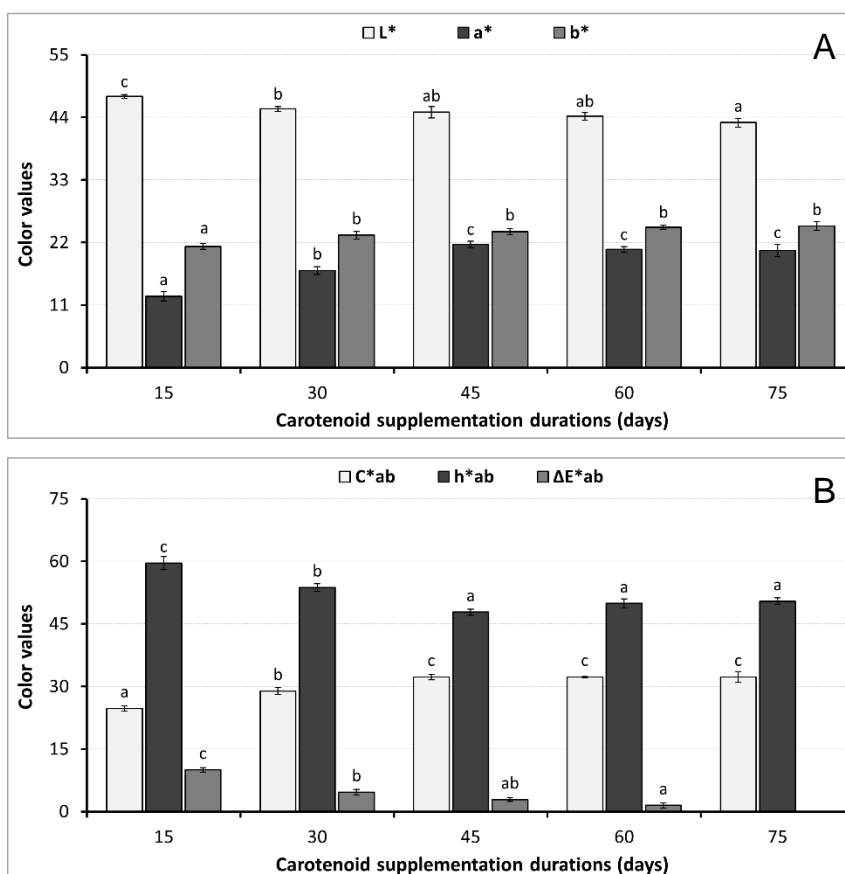 L* a* b*
A
55
c
b
ab
ab
a
44
33
22
a
a
b
b
c
b
c
b
c
b
11
0
Color values
15 30 45 60 75
Carotenoid supplementation durations (days)
C*ab h*ab ΔE*ab
B
75
60
c
b
a
a
a
45
30
a
b
c
c
c
15
c
b
ab
a
0
Color values
15 30 45 60 75
Carotenoid supplementation durations (days)